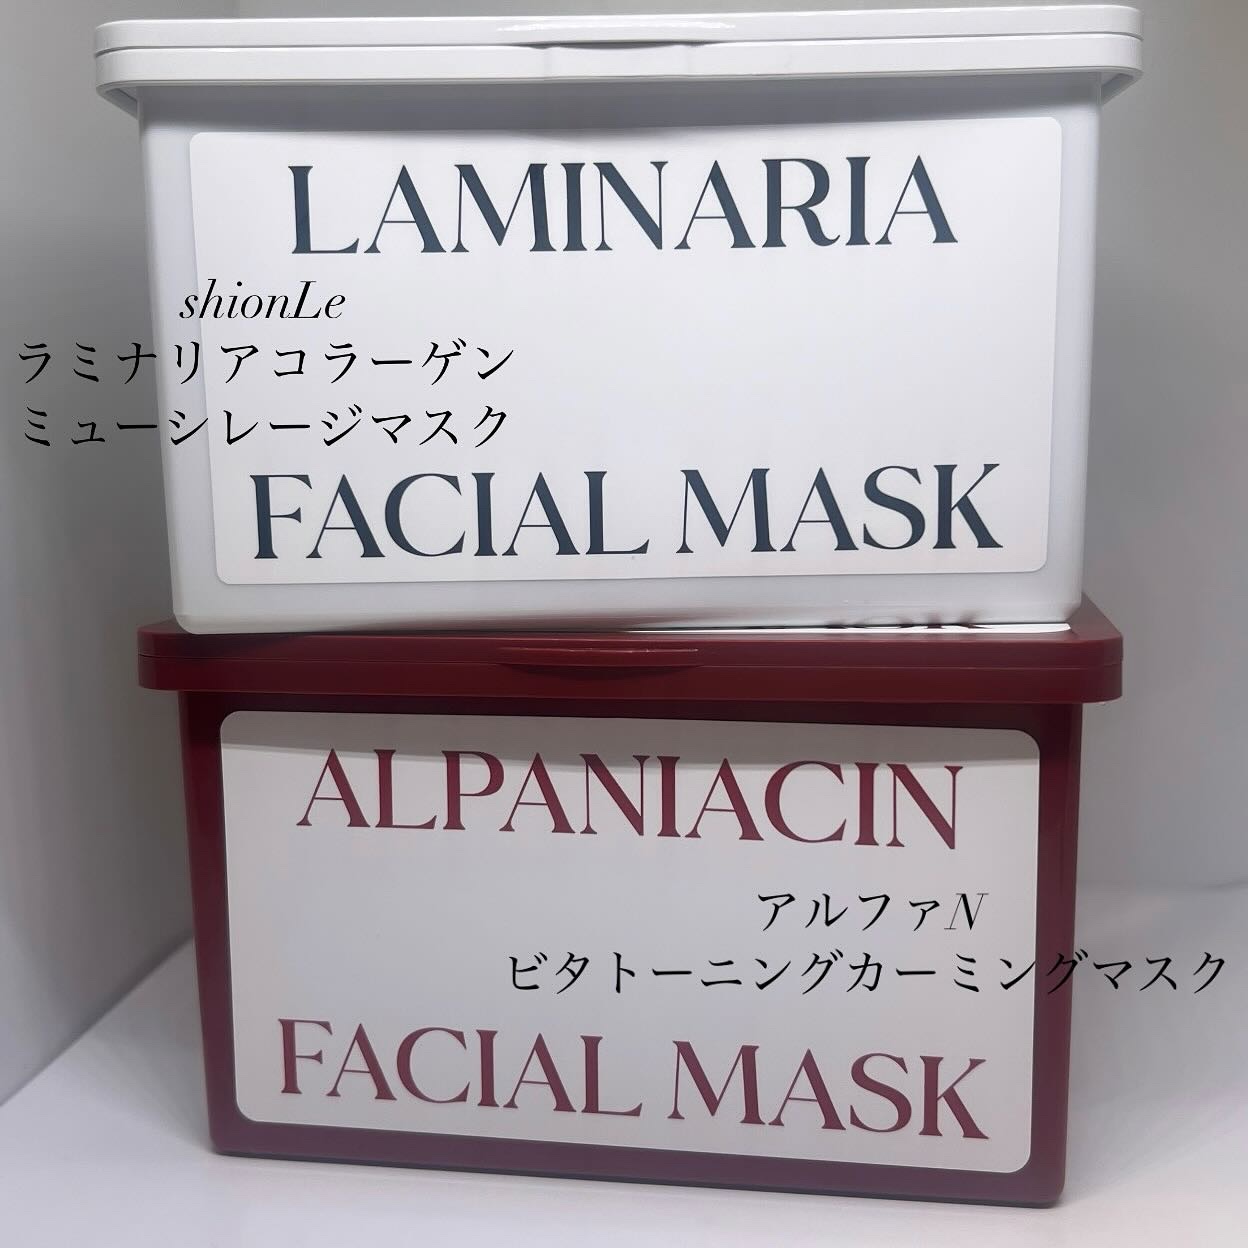 LAMINARIA
shionLe
ラミナリアコラーゲン
ミューシレージマスク
FACIAL MASK
ALPANIACIN
アルファN
ビタトーニングカーミングマスク
FACIAL MASK